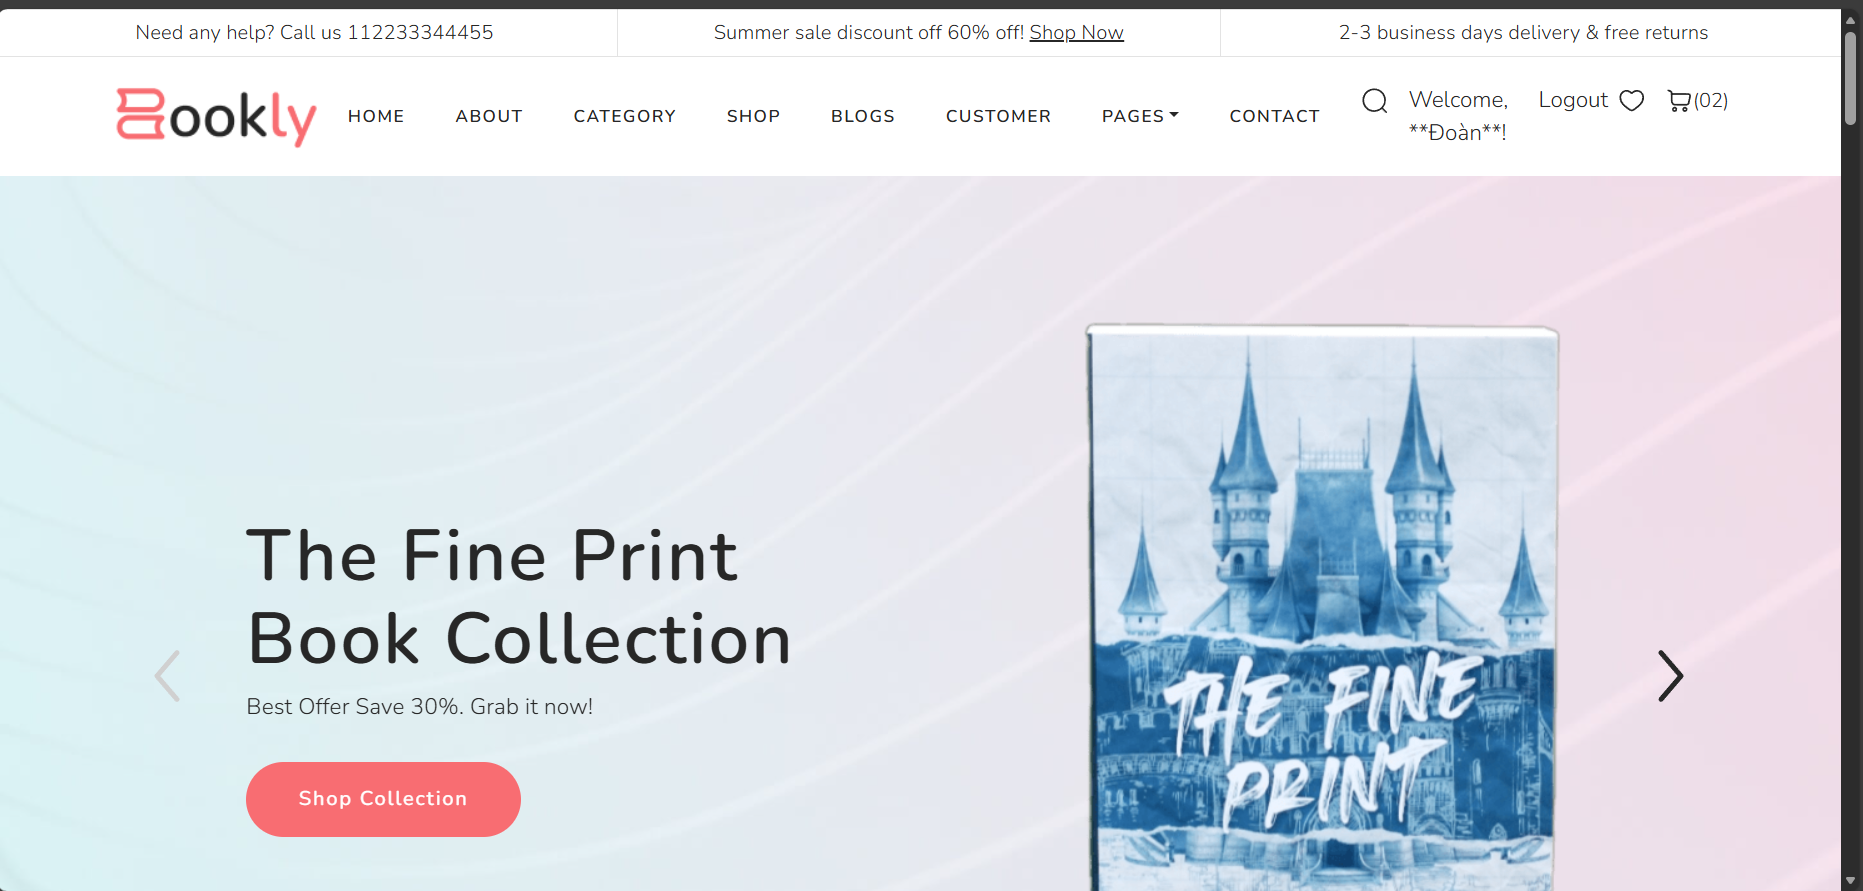 Need any help? Call us 112233344455
Summer sale discount off 60% off! Shop Now
2-3 business days delivery & free returns
Bookly
HOME
ABOUT
CATEGORY
SHOP
BLOGS
CUSTOMER
PAGES
CONTACT
Welcome,
**Đoàn**!
Logout
(02)
The Fine Print
Book Collection
Best Offer Save 30%. Grab it now!
Shop Collection
THE FINE
PRINT